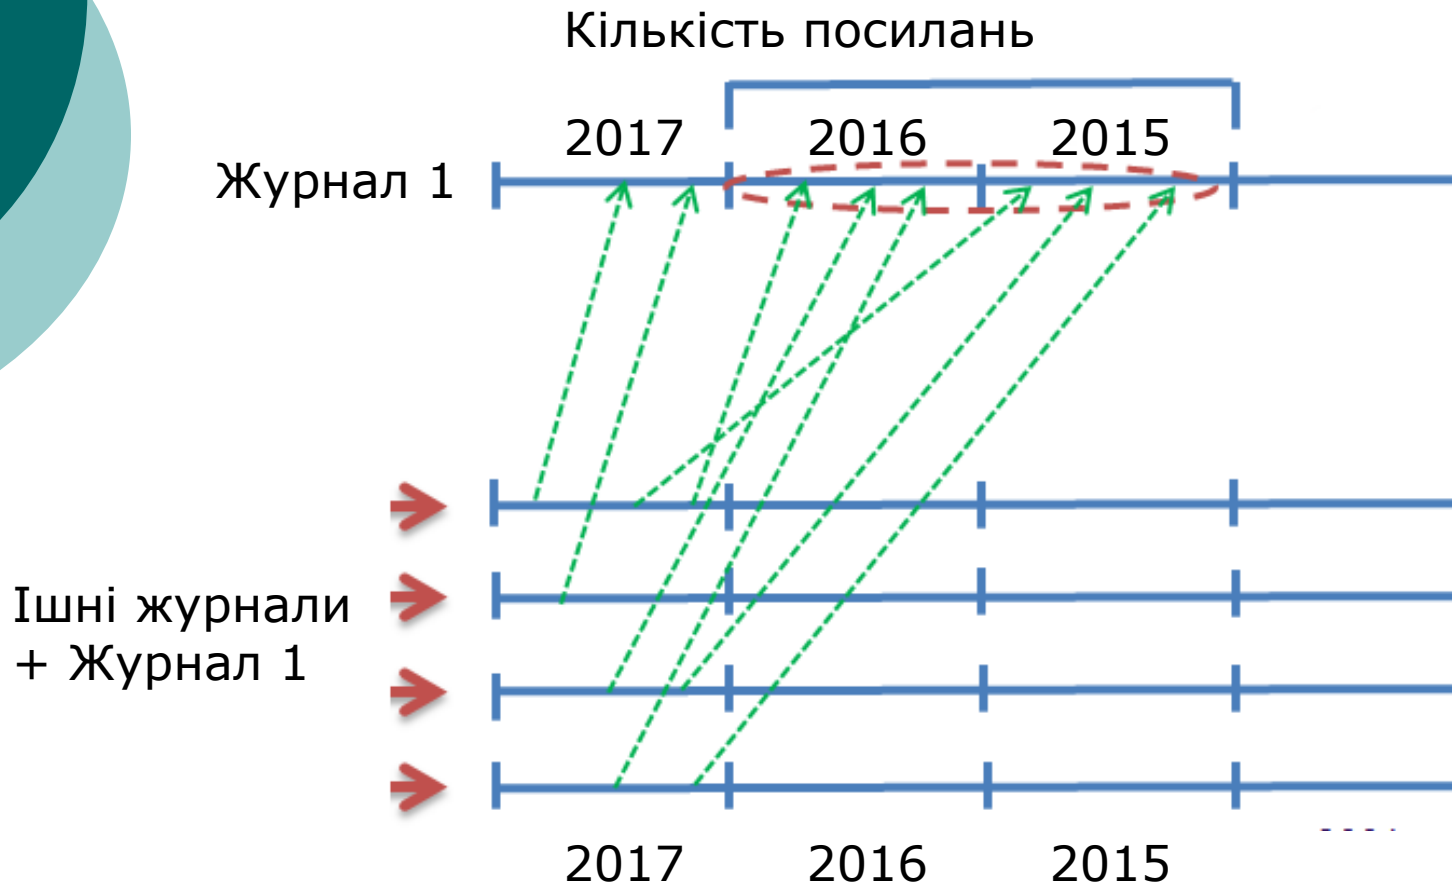 Кількість посилань
2017 2016 2015
Журнал 1
Ішні журнали
+ Журнал 1
2017 2016 2015